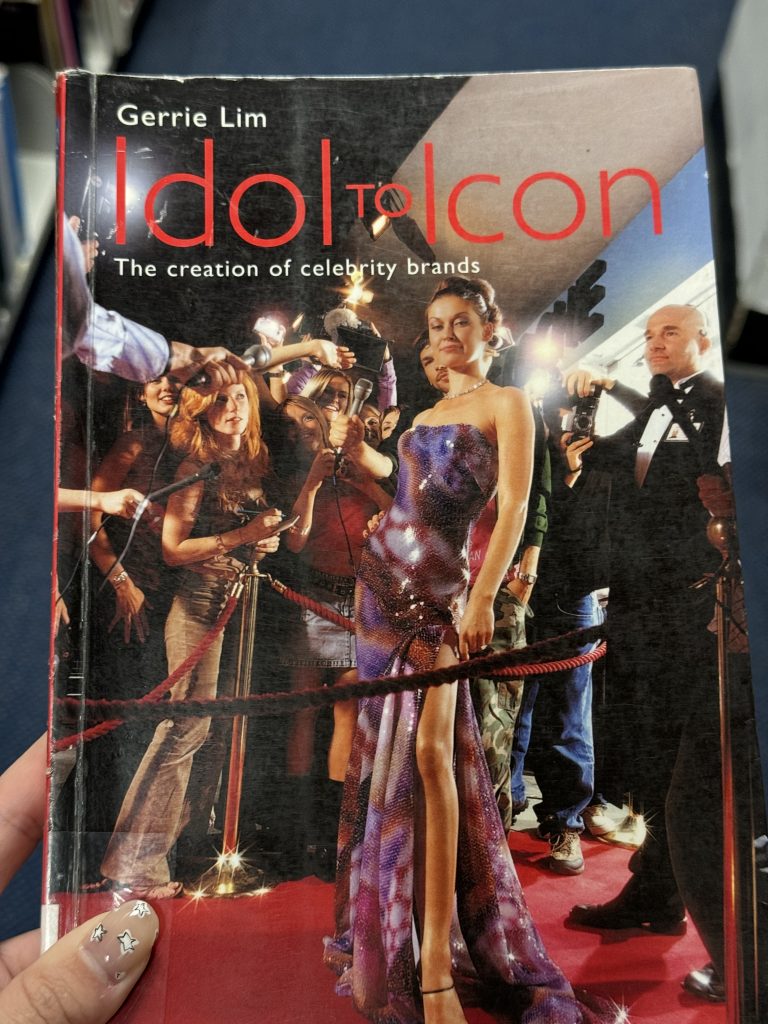 Gerrie Lim
Idol TO Icon
The creation of celebrity brands